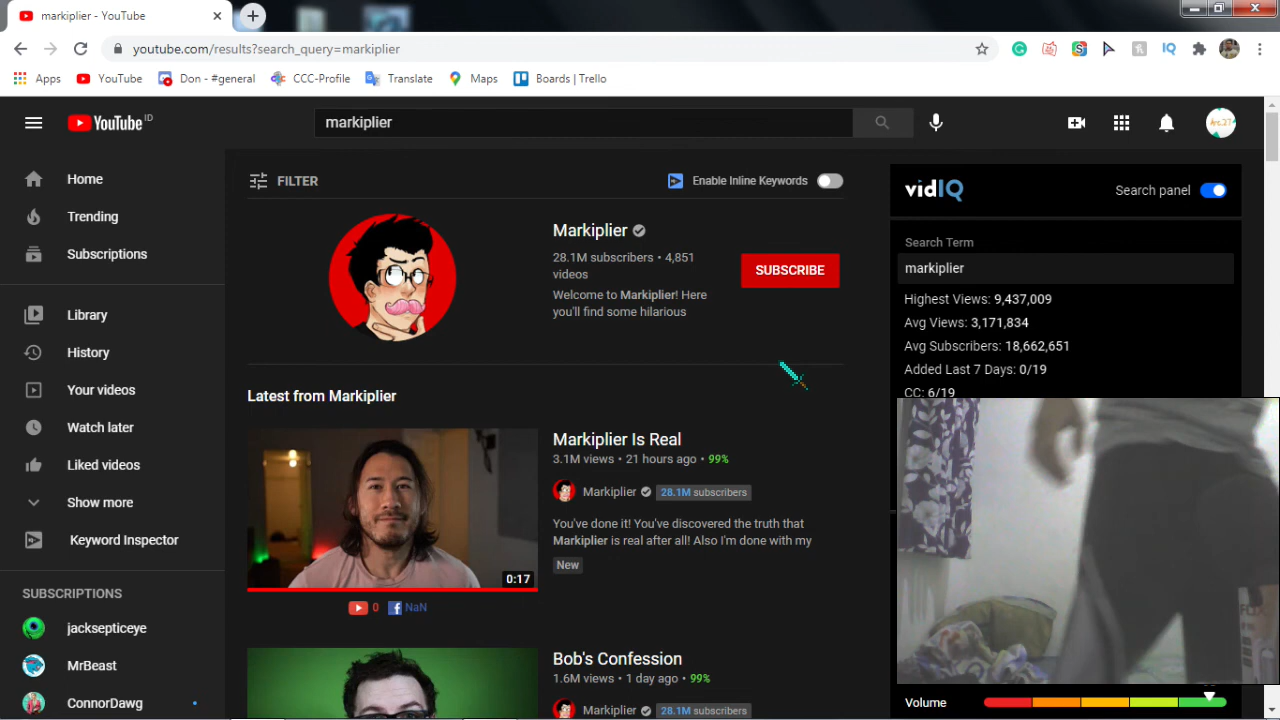 markiplier - YouTube
youtube.com/results?search_query=markiplier
Apps YouTube Don - #general CCC-Profile Translate Maps Boards | Trello
YouTube ID
markiplier
Home
Trending
Subscriptions
Library
History
Your videos
Watch later
Liked videos
Show more
Keyword Inspector
SUBSCRIPTIONS
jacksepticeye
MrBeast
ConnorDawg
FILTER
Enable Inline Keywords
Markiplier
28.1M subscribers • 4,851
videos
Welcome to Markiplier! Here
you'll find some hilarious
SUBSCRIBE
Latest from Markiplier
0:17
0 NaN
Markiplier Is Real
3.1M views • 21 hours ago • 99%
Markiplier 28.1M subscribers
You've done it! You've discovered the truth that
Markiplier is real after all! Also I'm done with my
New
Bob's Confession
1.6M views • 1 day ago • 99%
Markiplier 28.1M subscribers
vidIQ
Search panel
Search Term
markiplier
Highest Views: 9,437,009
Avg Views: 3,171,834
Avg Subscribers: 18,662,651
Added Last 7 Days: 0/19
CC: 6/19
Volume